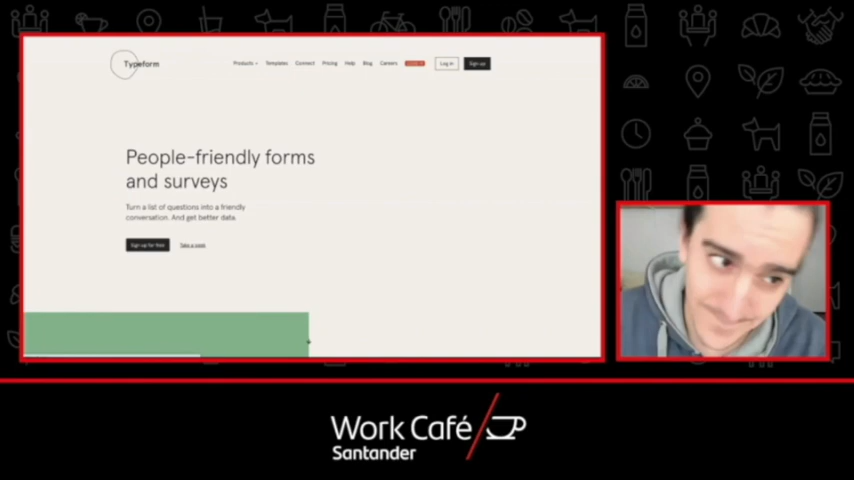 Typeform
Products Templates Connect Pricing Help Blog Careers
Log in
Sign up
People-friendly forms
and surveys
Turn a list of questions into a friendly
conversation. And get better data.
Sign up for free
Work Café
Santander